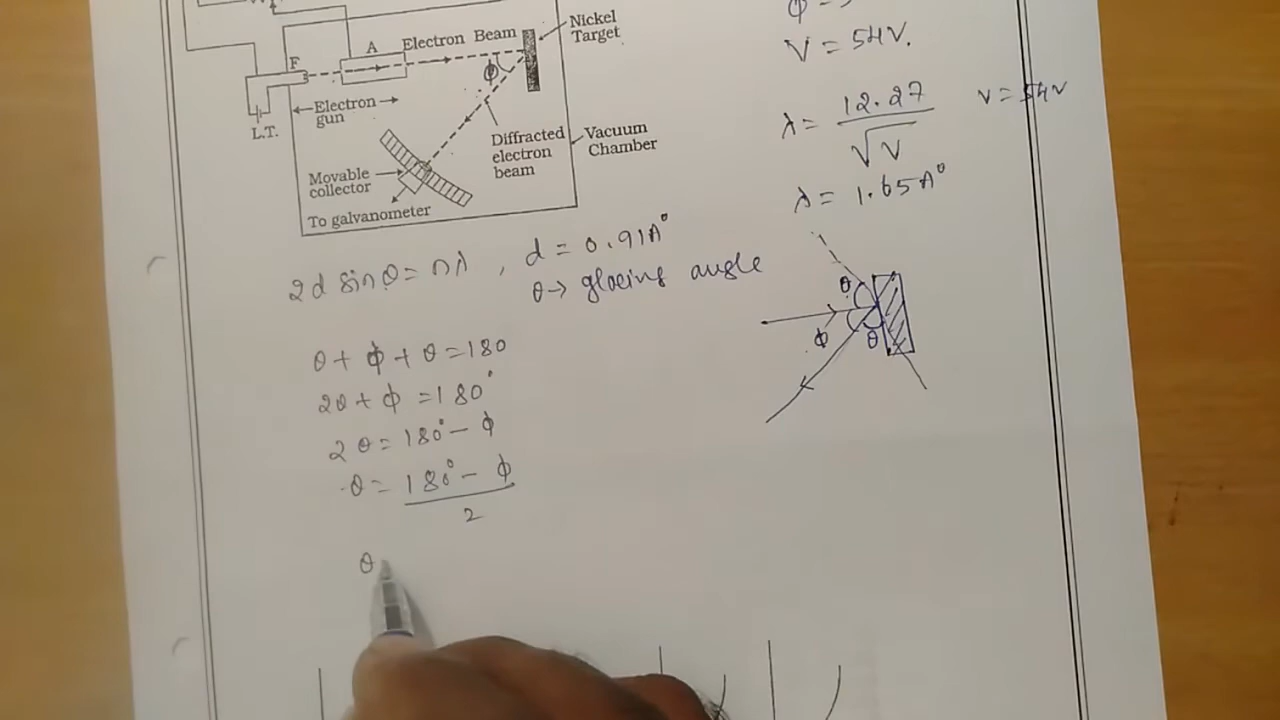 Nickel
Target
Electron Beam
A
F
ϕ
Electron
gun
L.T.
Diffracted
electron
beam
Vacuum
Chamber
Movable
collector
To galvanometer
V = 54V.
λ = 12.27 / √V
V = 54V
λ = 1.65A°
2d sinθ = nλ , d = 0.91A°
θ → glacing angle
θ
ϕ
θ
θ + ϕ + θ = 180
2θ + ϕ = 180°
2θ = 180° − ϕ
θ = 180° − ϕ / 2
θ